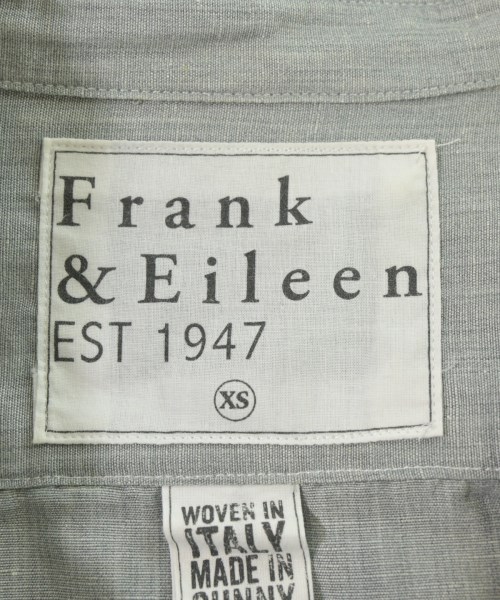 Frank
& Eileen
EST 1947
XS
WOVEN IN
ITALY
MADE IN